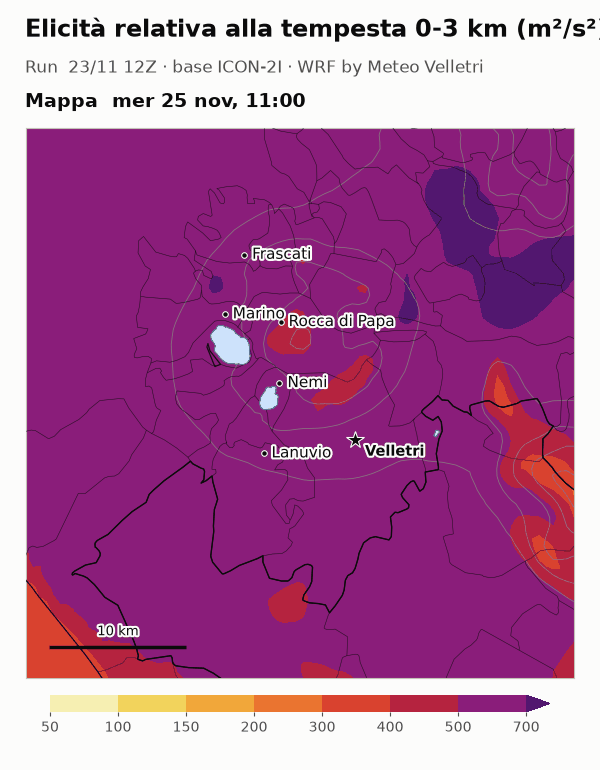 Elicità relativa alla tempesta 0-3 km (m²/s²)
Run 23/11 12Z · base ICON-2I · WRF by Meteo Velletri
Mappa mer 25 nov, 11:00
Frascati
Marino
Rocca di Papa
Nemi
Velletri
Lanuvio
10 km
50 100 150 200 300 400 500 700